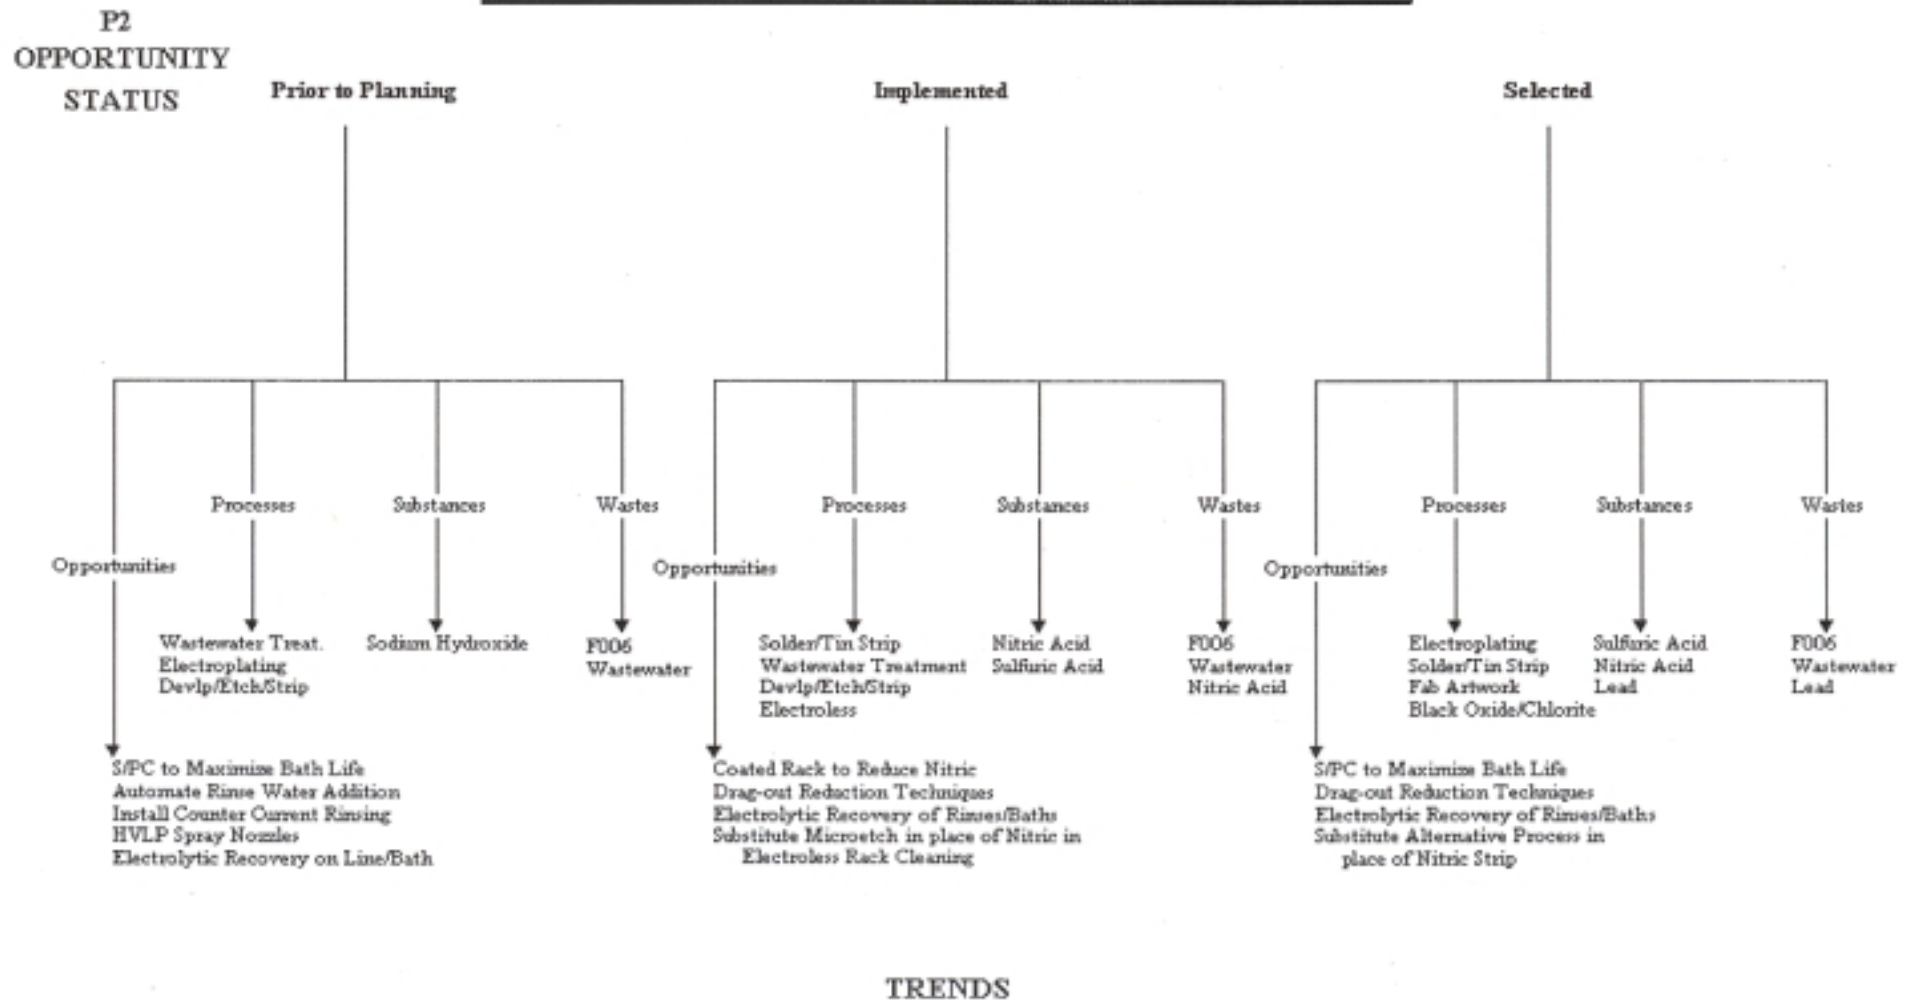 P2
OPPORTUNITY
STATUS
Prior to Planning
Implemented
Selected
Processes
Substances
Wastes
Opportunities
Wastewater Treat.
Electroplating
Devlp/Etch/Strip
Sodium Hydroxide
F006
Wastewater
S/PC to Maximize Bath Life
Automate Rinse Water Addition
Install Counter Current Rinsing
HVLP Spray Nozzles
Electrolytic Recovery on Line/Bath
Processes
Substances
Wastes
Opportunities
Solder/Tin Strip
Wastewater Treatment
Devlp/Etch/Strip
Electroless
Nitric Acid
Sulfuric Acid
F006
Wastewater
Nitric Acid
Coated Rack to Reduce Nitric
Drag-out Reduction Techniques
Electrolytic Recovery of Rinses/Baths
Substitute Microetch in place of Nitric in
Electroless Rack Cleaning
Processes
Substances
Wastes
Opportunities
Electroplating
Solder/Tin Strip
Fab Artwork
Black Oxide/Chlorite
Sulfuric Acid
Nitric Acid
Lead
F006
Wastewater
Lead
S/PC to Maximize Bath Life
Drag-out Reduction Techniques
Electrolytic Recovery of Rinses/Baths
Substitute Alternative Process in
place of Nitric Strip
TRENDS